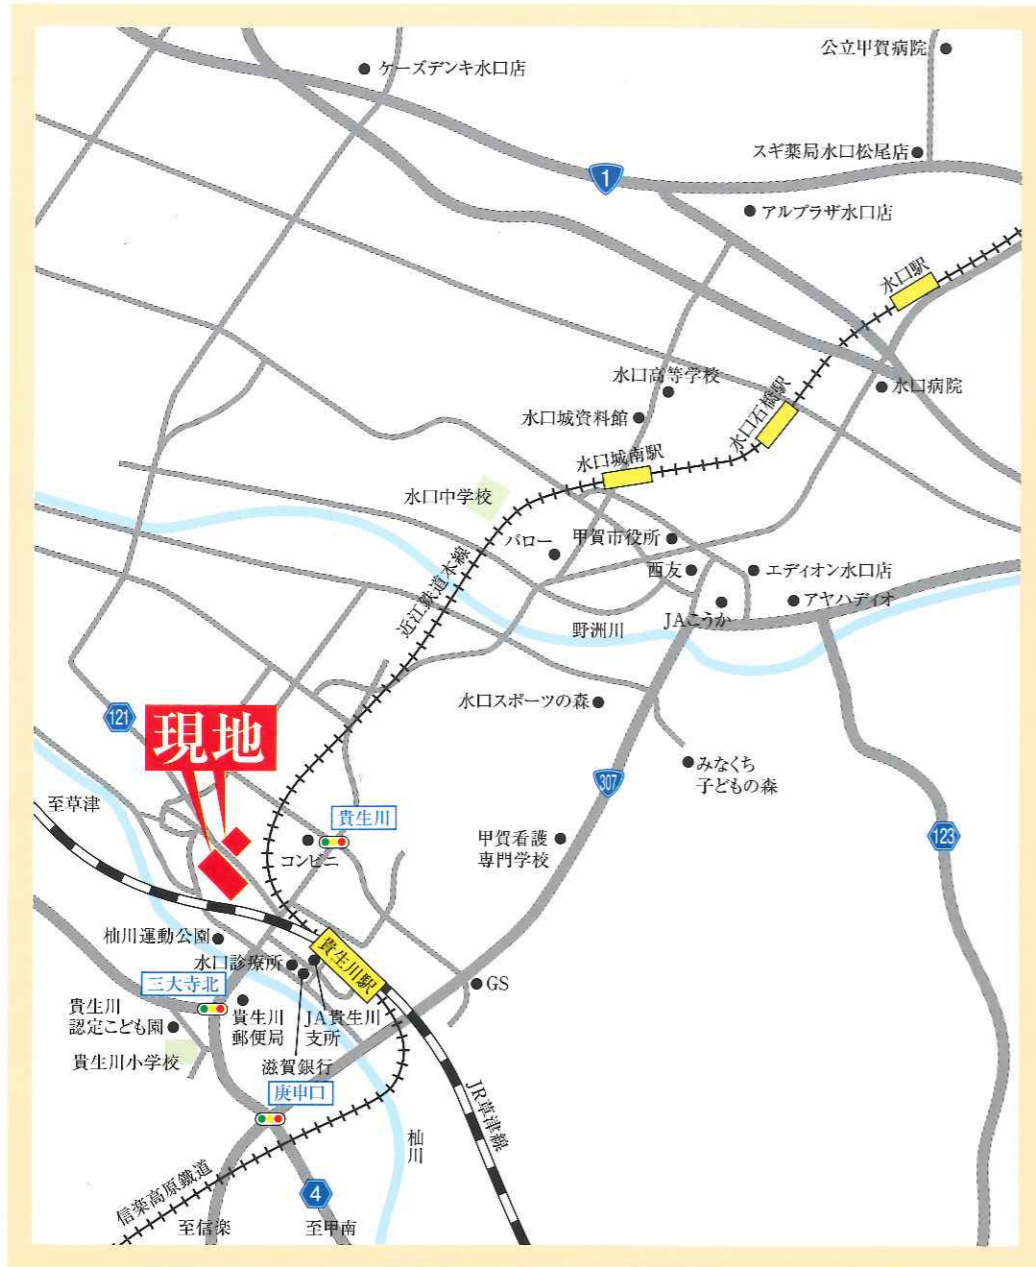 公立甲賀病院
ケーズデンキ水口店
スギ薬局水口松尾店
1
アルプラザ水口店
水口駅
水口高等学校
水口病院
水口城資料館
水口石橋駅
水口城南駅
水口中学校
バロー
甲賀市役所
近江鉄道本線
西友
エディオン水口店
アヤハディオ
JAこうか
野洲川
水口スポーツの森
121
現地
みなくち
子どもの森
307
至草津
貴生川
コンビニ
甲賀看護
専門学校
123
杣川運動公園
水口診療所
貴生川駅
三大寺北
GS
貴生川
認定こども園
貴生川
郵便局
JA貴生川
支所
貴生川小学校
滋賀銀行
庚申口
JR草津線
杣川
信楽高原鐵道
4
至信楽
至甲南